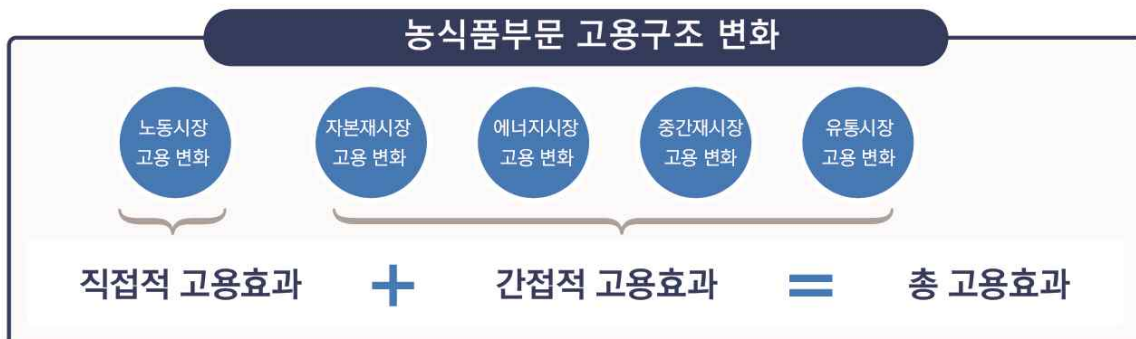 농식품부문 고용구조 변화
노동시장
고용 변화
자본재시장
고용 변화
에너지시장
고용 변화
중간재시장
고용 변화
유통시장
고용 변화
직접적 고용효과 + 간접적 고용효과 = 총 고용효과